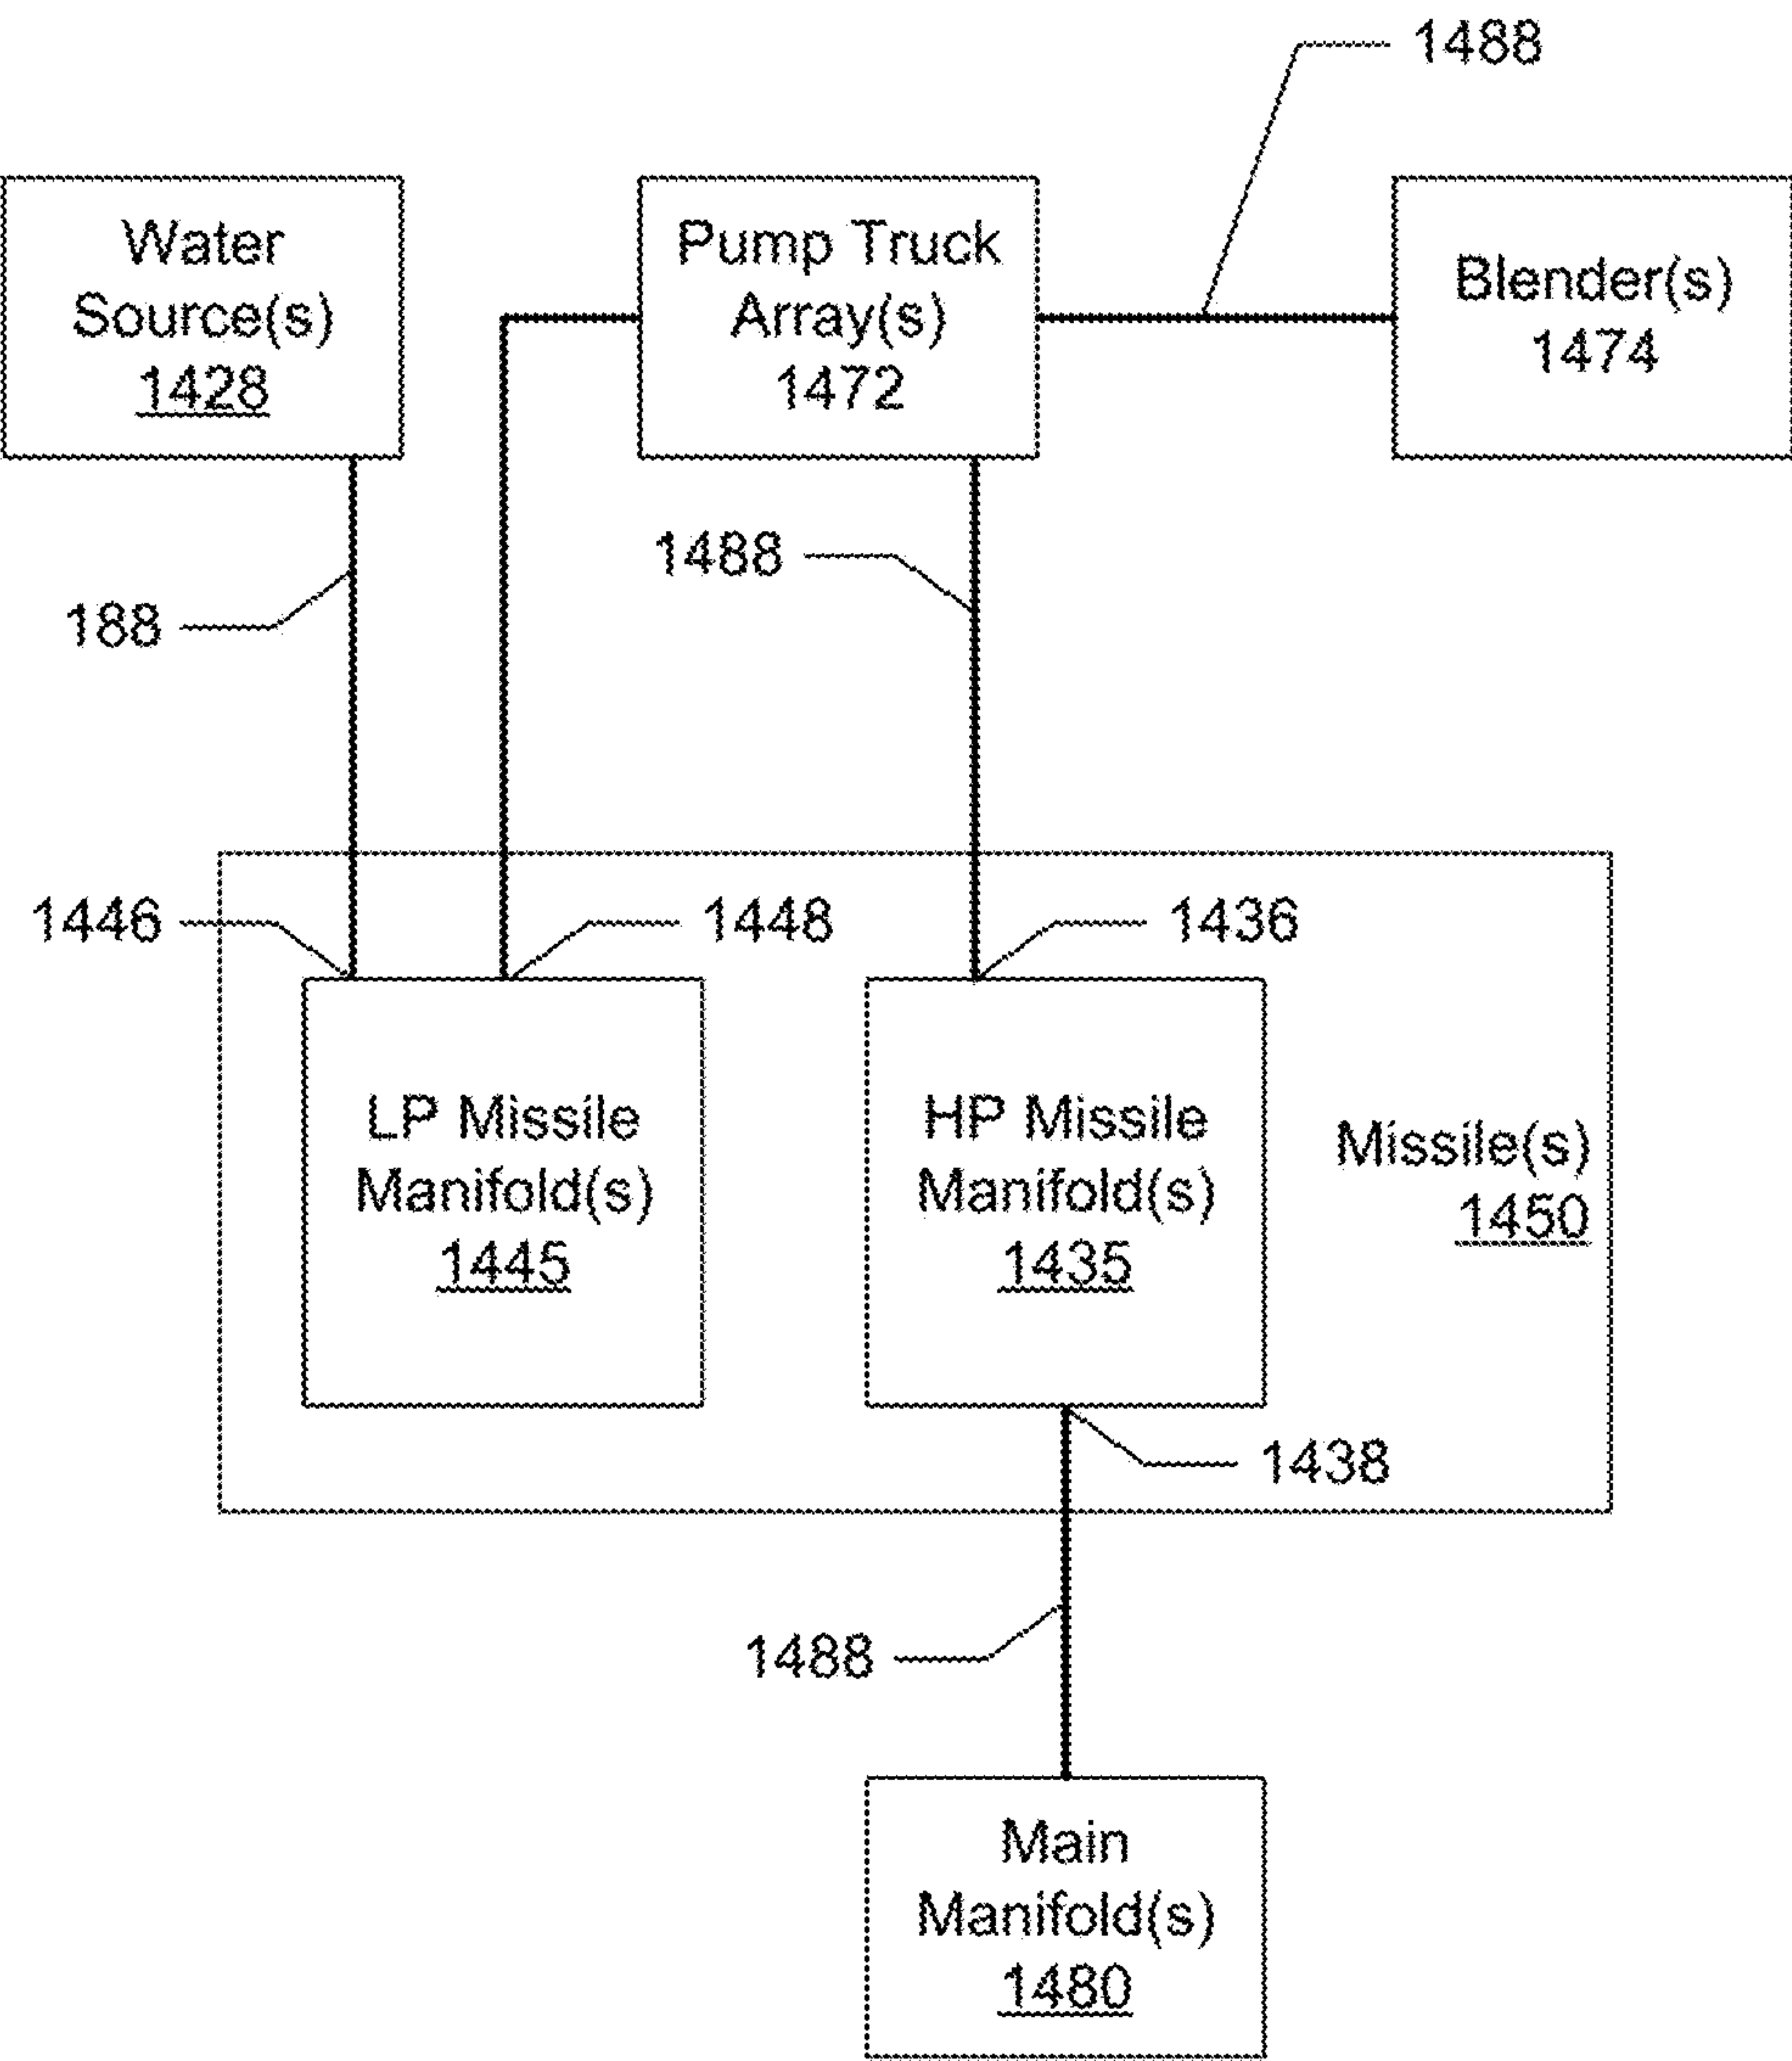 1488
Water
Source(s)
1428
Pump Truck
Array(s)
1472
Blender(s)
1474
1488
188
1446
1448
1436
LP Missile
Manifold(s)
1445
HP Missile
Manifold(s)
1435
Missile(s)
1450
1438
1488
Main
Manifold(s)
1480